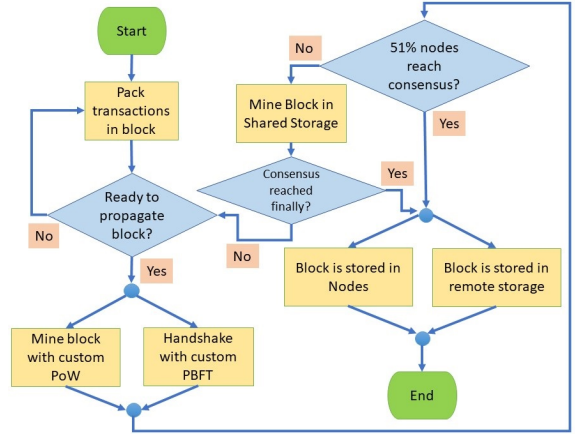 Start
Pack
transactions
in block
Ready to
propagate
block?
No
Yes
Mine block
with custom
PoW
Handshake
with custom
PBFT
51% nodes
reach
consensus?
No
Yes
Mine Block in
Shared Storage
Consensus
reached
finally?
Yes
No
Block is stored in
Nodes
Block is stored in
remote storage
End